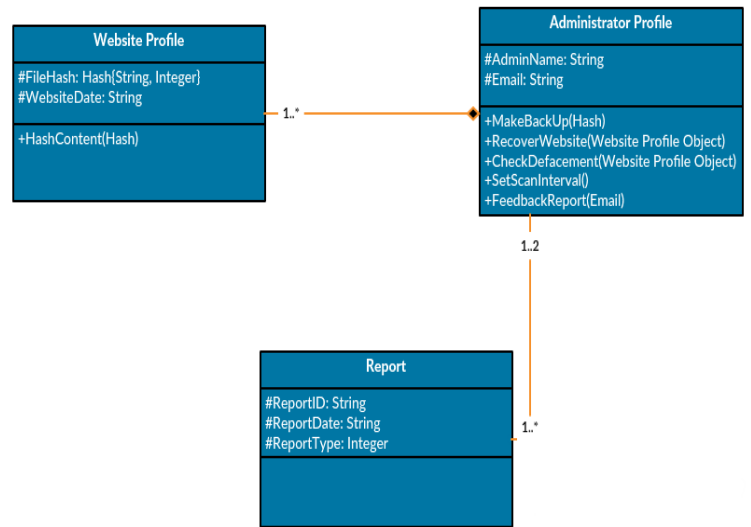 Website Profile
#FileHash: Hash{String, Integer}
#WebsiteDate: String
+HashContent(Hash)
1..*
Administrator Profile
#AdminName: String
#Email: String
+MakeBackUp(Hash)
+RecoverWebsite(Website Profile Object)
+CheckDefacement(Website Profile Object)
+SetScanInterval()
+FeedbackReport(Email)
1..2
Report
#ReportID: String
#ReportDate: String
#ReportType: Integer
1..*